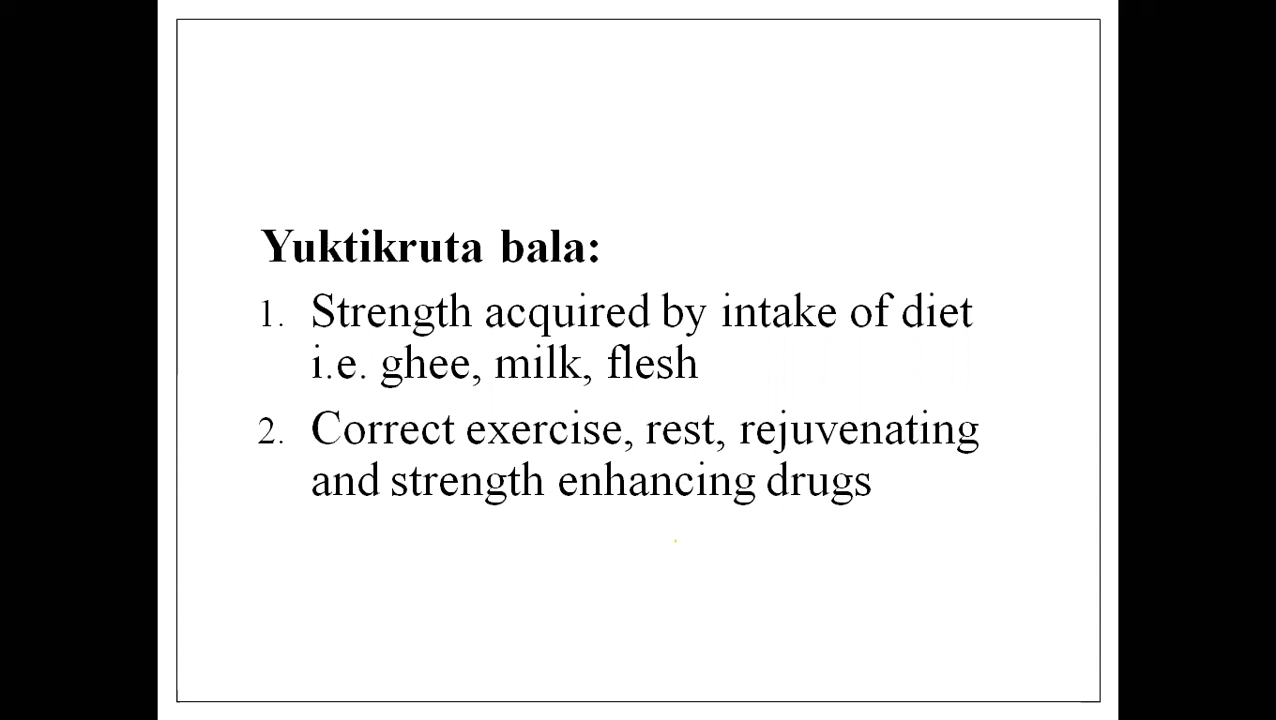 Yuktikruta bala:
1. Strength acquired by intake of diet
i.e. ghee, milk, flesh
2. Correct exercise, rest, rejuvenating
and strength enhancing drugs